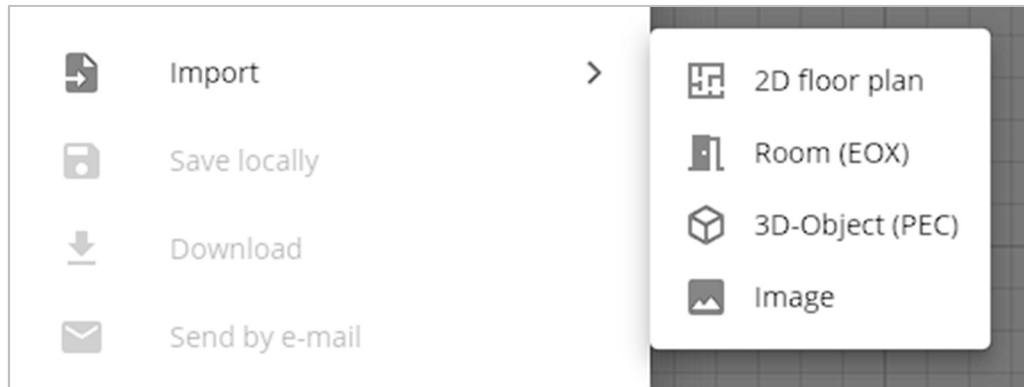 Import
Save locally
Download
Send by e-mail
2D floor plan
Room (EOX)
3D-Object (PEC)
Image